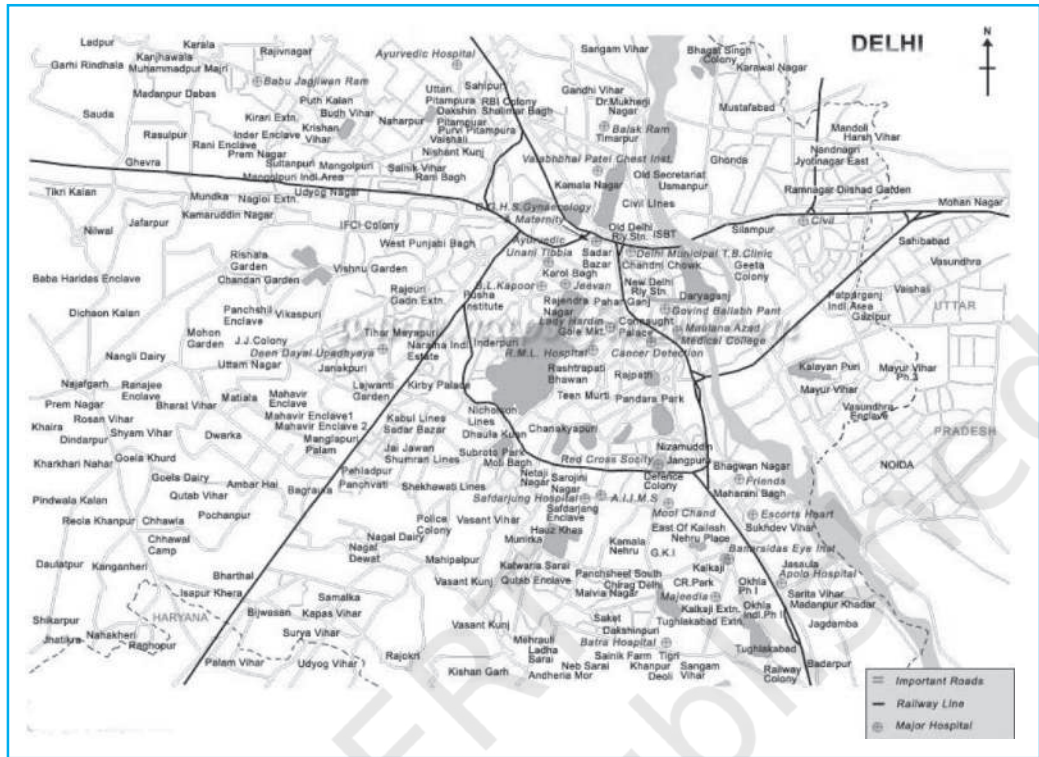 DELHI
N
Ladpur
Karala
Rajivnagar
Ayurvedic Hospital
Sangam Vihar
Bhagat Singh
Colony
Karawal Nagar
Garhi Rindhala
Kanjhawala
Muhammadpur Majri
Babu Jagjiwan Ram
Sahipur
Gandhi Vihar
Madanpur Dabas
Puth Kalan
Uttari
Pitampura
RBI Colony
Dr.Mukherji
Nagar
Mustafabad
Sauda
Kirari Extn.
Budh Vihar
Dakshin
Pitampuar
Shalimar Bagh
Balak Ram
Timarpur
Mandoli
Harsh Vihar
Rasulpur
Inder Enclave
Krishan
Vihar
Naharpur
Purvi Pitampura
Vaishali
Rani Enclave
Prem Nagar
Nishant Kunj
Nandnagri
Jyotinagar East
Ghevra
Sultanpuri
Mangolpuri
Sainik Vihar
Rani Bagh
Ghonda
Mangolpuri Indl.Area
Kamala Nagar
Old Secretariat
Usmanpur
Ramnagar
Dilshad Garden
Tikri Kalan
Mundka
Nagloi Extn.
Udyog Nagar
Civil Lines
Mohan Nagar
Jafarpur
Kamaruddin Nagar
IFCI Colony
C.G.H.S.Gynaecology
& Maternity
Civil
Nilwal
West Punjabi Bagh
Ayurvedic
Unani Tibbia
Old Delhi
Rly Stn.
ISBT
Silampur
Sahibabad
Rishala
Garden
Vishnu Garden
Sadar
Bazar
Delhi Municipal T.B.Clinic
Chandni Chowk
Geeta
Colony
Vasundhra
Baba Haridas Enclave
Chandan Garden
Karol Bagh
B.L.Kapoor
Jeevan
New Delhi
Rly Stn.
Rajouri
Gadn Extn.
Pusha
Institute
Rajendra
Nagar
Pahar Ganj
Daryaganj
Vaishali
Dichaon Kalan
Panchshil
Enclave
Vikaspuri
Govind Ballabh Pant
Patparganj
Indl Area
Gazipur
UTTAR
Mohon
Garden
J.J.Colony
Tihar
Mayapuri
Lady Hardin
Gole Mkt.
Connaught
Palace
Maulana Azad
Medical College
Nangli Dairy
Deen Dayal Upadhyaya
Naraina Indl
Estate
Inderpuri
Uttam Nagar
Janakpuri
R.M.L. Hospital
Cancer Detection
Rashtrapati
Bhawan
Rajpath
Kalayan Puri
Mayur Vihar
Ph.3
Najafgarh
Ranajee
Enclave
Lajwanti
Garden
Kirby Palace
Teen Murti
Pandara Park
Mayur Vihar
Prem Nagar
Bharat Vihar
Matiala
Mahavir
Enclave
Vasundhra
Enclave
Khaira
Rosan Vihar
Mahavir Enclave1
Mahavir Enclave 2
Kabul Lines
Sadar Bazar
Nicholson
Lines
Chanakyapuri
PRADESH
Dindarpur
Shyam Vihar
Dwarka
Manglapuri
Palam
Dhaula Kuan
Nizamuddin
Kharkhari Nahar
Goela Khurd
Jai Jawan
Shumran Lines
Subroto Park
Moti Bagh
Red Cross Socity
Jangpura
NOIDA
Goela Dairy
Ambar Hai
Pehladpur
Panchvati
Shekhawati Lines
Netaji
Nagar
Sarojini
Nagar
Defence
Colony
Bhagwan Nagar
Friends
Pindwala Kalan
Qutab Vihar
Bagrauia
Safdarjung Hospital
A.I.I.M.S
Maharani Bagh
Reola Khanpur
Chhawla
Pochanpur
Police
Colony
Vasant Vihar
Safdarjang
Enclave
Mool Chand
Escorts Heart
Sukhdev Vihar
Chhawal
Camp
Nagal Dairy
Hauz Khas
Munirka
East Of Kailash
Nehru Place
Nagal
Dewat
Mahipalpur
Kamala
Nehru
G.K.I
Banarsidas Eye Inst
Daulatpur
Kanganheri
Katwaria Sarai
Kalkaji
Jasaula
Bharthal
Vasant Kunj
Qutab Enclave
Panchsheel South
Chirag Delhi
CR.Park
Okhla
Ph I
Apolo Hospital
Isapur Khera
Samalka
Malvia Nagar
Majeedia
Sarita Vihar
Madanpur Khadar
HARYANA
Bijwasan
Kapas Vihar
Kalkaji Extn.
Okhla
Indl.Ph II
Shikarpur
Vasant Kunj
Saket
Tughlakabad Extn.
Jagdamba
Jhatikra
Nahakheri
Raghopur
Surya Vihar
Mehrauli
Ladha
Sarai
Dakshinpuri
Batra Hospital
Tughlakabad
Rajokri
Sainik Farm
Tigri
Badarpur
Palam Vihar
Udyog Vihar
Kishan Garh
Neb Sarai
Andheria Mor
Khanpur
Deoli
Sangam
Vihar
Railway
Colony
Important Roads
Railway Line
Major Hospital